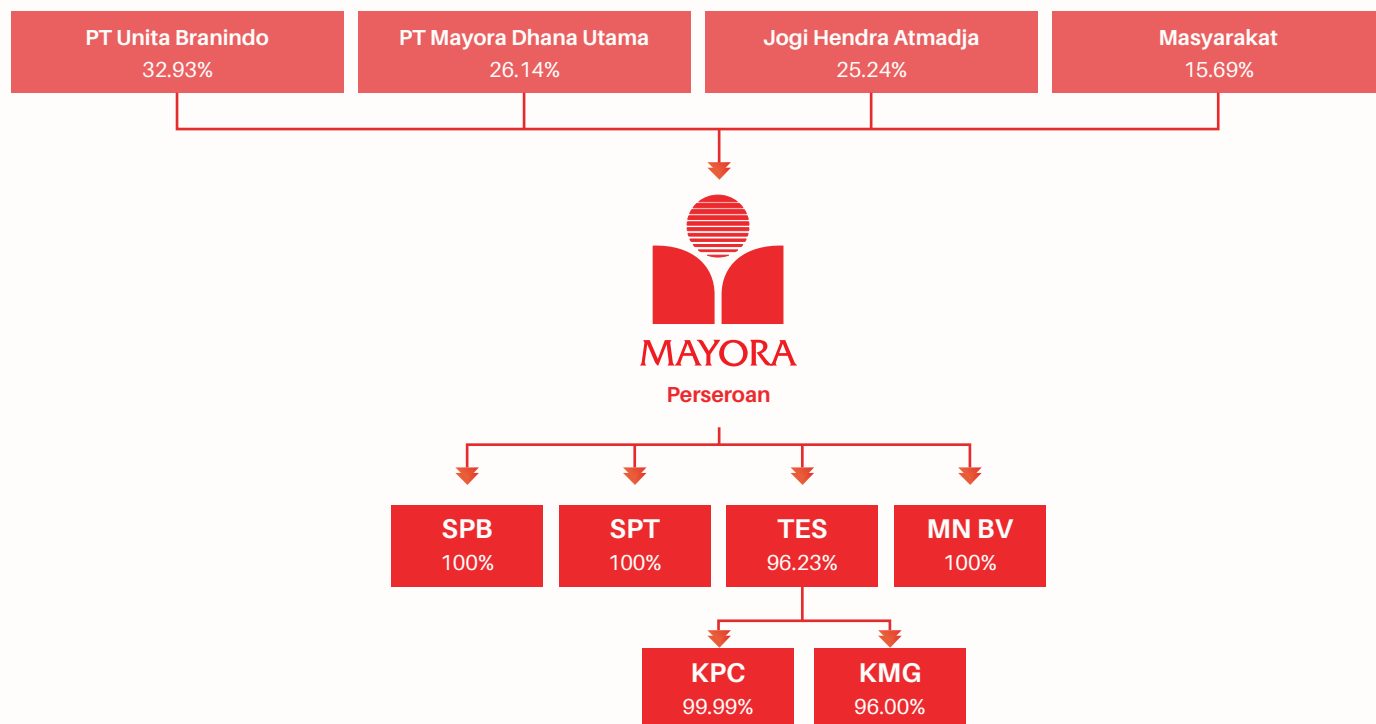 PT Unita Branindo
32.93%
PT Mayora Dhana Utama
26.14%
Jogi Hendra Atmadja
25.24%
Masyarakat
15.69%
MAYORA
Perseroan
SPB
100%
SPT
100%
TES
96.23%
MN BV
100%
KPC
99.99%
KMG
96.00%